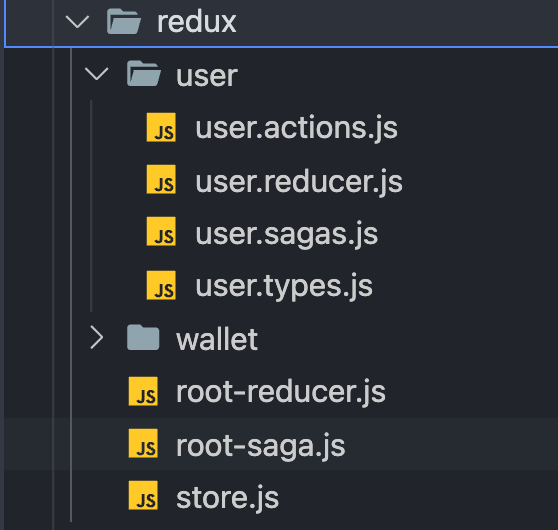 redux
user
JS user.actions.js
JS user.reducer.js
JS user.sagas.js
JS user.types.js
wallet
JS root-reducer.js
JS root-saga.js
JS store.js